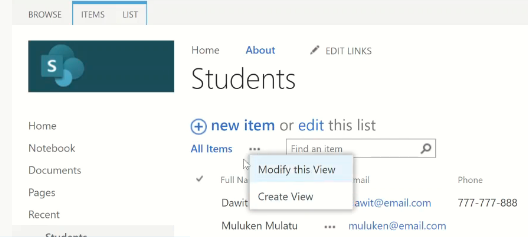 BROWSE ITEMS LIST
S
Home About EDIT LINKS
Students
new item or edit this list
Home
All Items ... Find an item
Notebook
Modify this View
Documents
Full Na mail Phone
Pages
Create View
Dawit awit@email.com 777-777-888
Recent
Muluken Mulatu ... muluken@email.com
Students